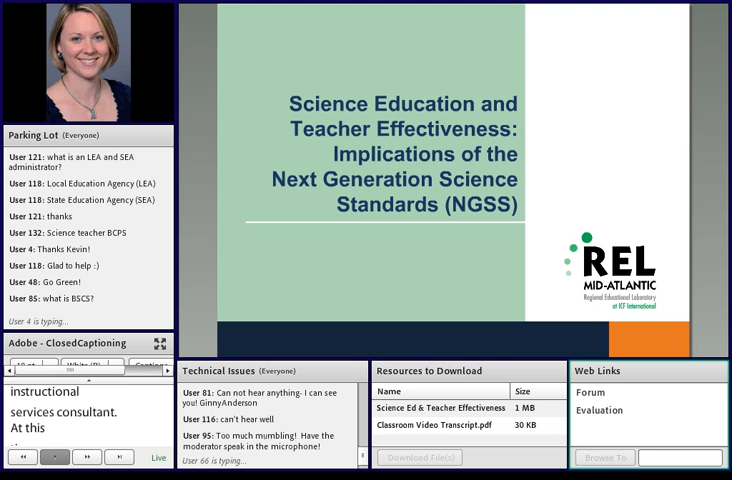 Science Education and
Teacher Effectiveness:
Implications of the
Next Generation Science
Standards (NGSS)
REL
MID-ATLANTIC
Regional Educational Laboratory
at ICF International
Parking Lot (Everyone)
User 121: what is an LEA and SEA
administrator?
User 118: Local Education Agency (LEA)
User 118: State Education Agency (SEA)
User 121: thanks
User 132: Science teacher BCPS
User 4: Thanks Kevin!
User 118: Glad to help :)
User 48: Go Green!
User 85: what is BSCS?
User 4 is typing...
Adobe - ClosedCaptioning
instructional
services consultant.
At this
Live
Technical Issues (Everyone)
User 81: Can not hear anything- I can see
you! GinnyAnderson
User 116: can't hear well
User 95: Too much mumbling! Have the
moderator speak in the microphone!
User 66 is typing...
Resources to Download
Name Size
Science Ed & Teacher Effectiveness 1 MB
Classroom Video Transcript.pdf 30 KB
Download File(s)
Web Links
Forum
Evaluation
Browse To